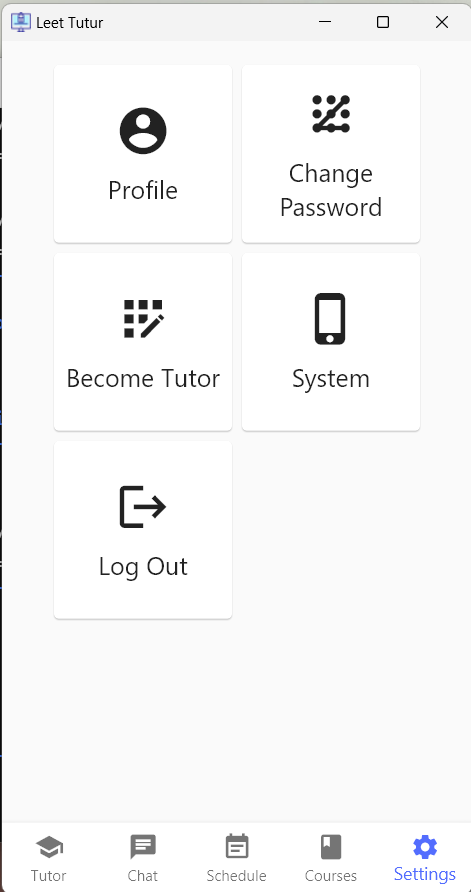 Leet Tutur
Profile
Change
Password
Become Tutor
System
Log Out
Tutor
Chat
Schedule
Courses
Settings